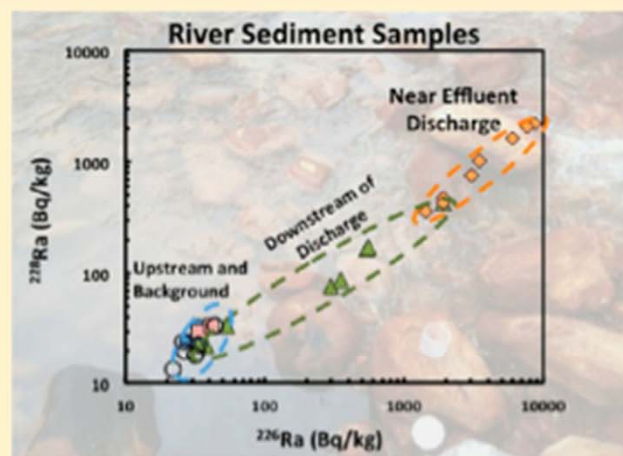 River Sediment Samples
10000
1000
100
10
²²⁸Ra (Bq/kg)
Near Effluent
Discharge
Downstream of
Discharge
Upstream and
Background
10
100
1000
10000
²²⁶Ra (Bq/kg)